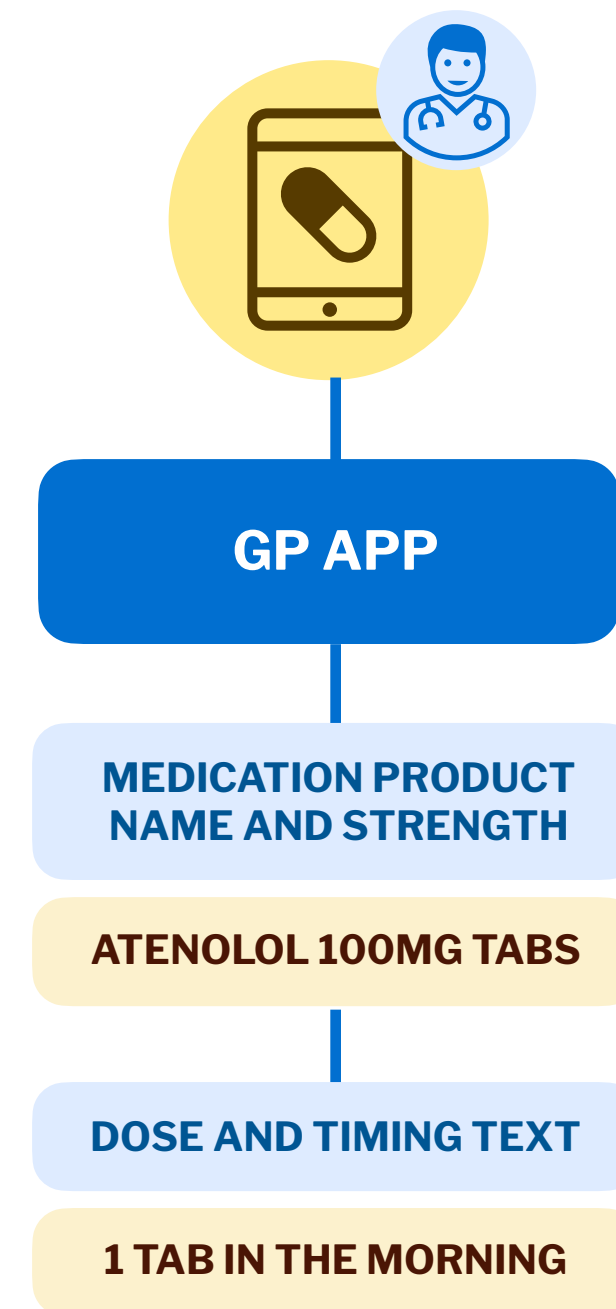 GP APP
MEDICATION PRODUCT
NAME AND STRENGTH
ATENOLOL 100MG TABS
DOSE AND TIMING TEXT
1 TAB IN THE MORNING